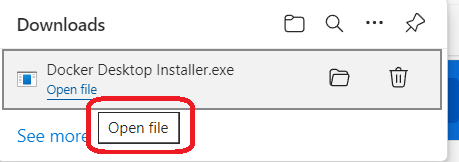 Downloads
Docker Desktop Installer.exe
Open file
Open file
See more